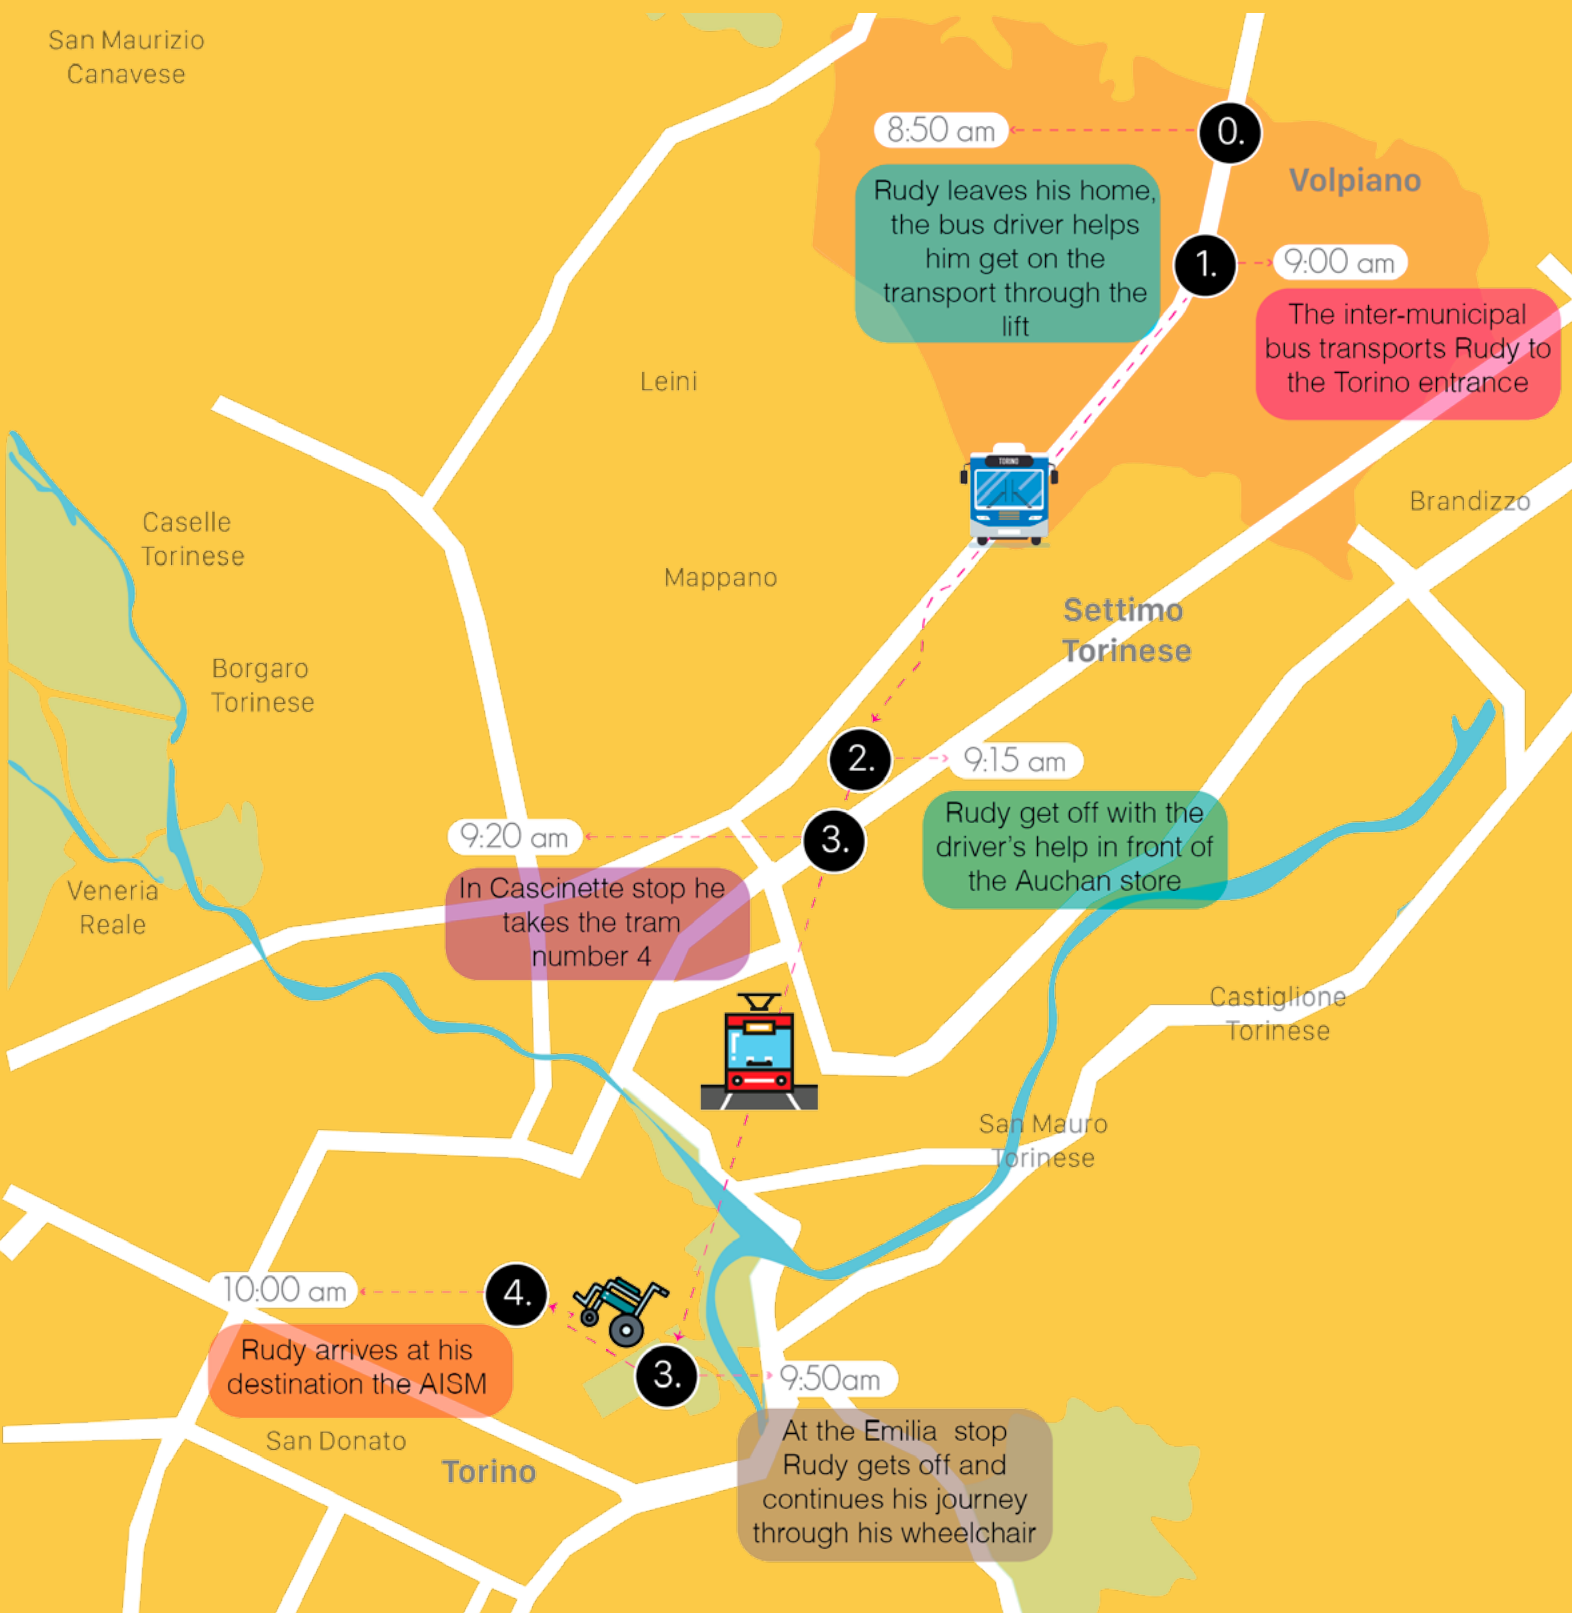 San Maurizio
Canavese
8:50 am
0.
Volpiano
Rudy leaves his home,
the bus driver helps
him get on the
transport through the
lift
1.
9:00 am
The inter-municipal
bus transports Rudy to
the Torino entrance
Leini
TORINO
Brandizzo
Caselle
Torinese
Mappano
Settimo
Torinese
Borgaro
Torinese
2.
9:15 am
Rudy get off with the
driver's help in front of
the Auchan store
9:20 am
3.
In Cascinette stop he
takes the tram
number 4
Veneria
Reale
Castiglione
Torinese
San Mauro
Torinese
10:00 am
4.
Rudy arrives at his
destination the AISM
3.
9:50am
At the Emilia  stop
Rudy gets off and
continues his journey
through his wheelchair
San Donato
Torino